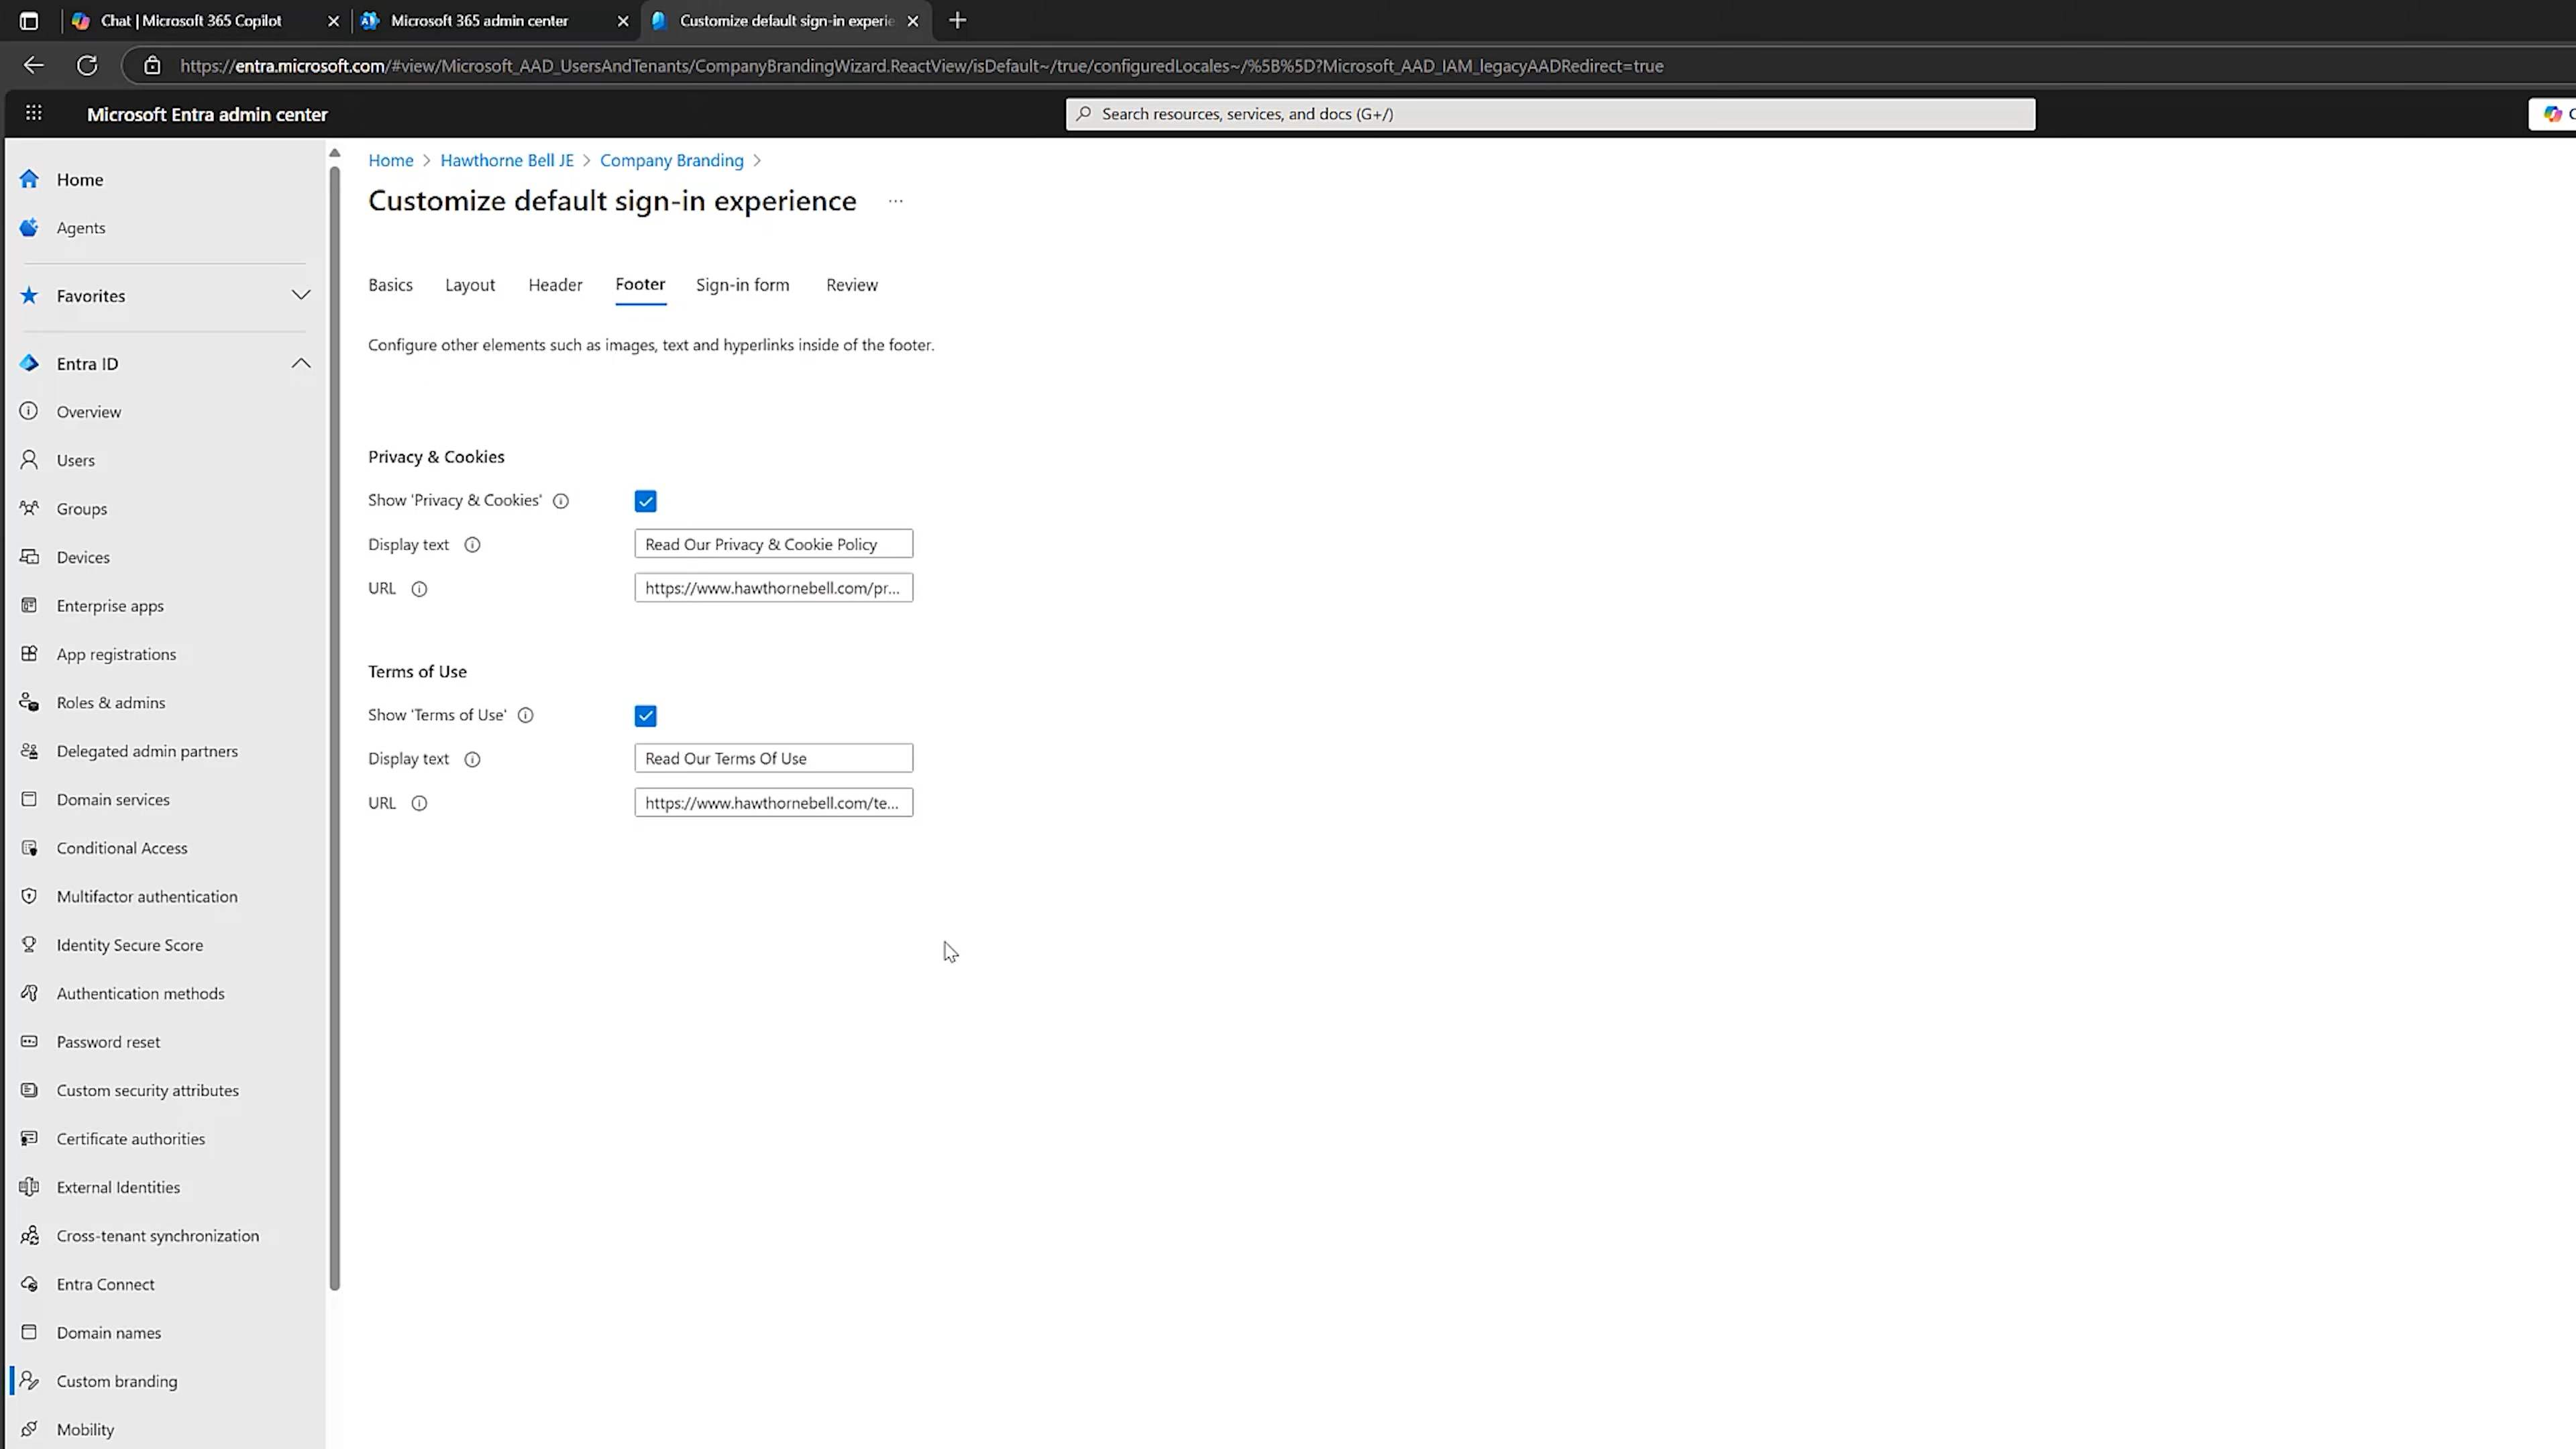 Chat | Microsoft 365 Copilot
Microsoft 365 admin center
Customize default sign-in experie
https://entra.microsoft.com/#view/Microsoft_AAD_UsersAndTenants/CompanyBrandingWizard.ReactView/isDefault~/true/configuredLocales~/%5B%5D?Microsoft_AAD_IAM_legacyAADRedirect=true
Microsoft Entra admin center
Search resources, services, and docs (G+/)
Home
Agents
Favorites
Entra ID
Overview
Users
Groups
Devices
Enterprise apps
App registrations
Roles & admins
Delegated admin partners
Domain services
Conditional Access
Multifactor authentication
Identity Secure Score
Authentication methods
Password reset
Custom security attributes
Certificate authorities
External Identities
Cross-tenant synchronization
Entra Connect
Domain names
Custom branding
Mobility
Home > Hawthorne Bell JE > Company Branding >
Customize default sign-in experience ...
Basics Layout Header Footer Sign-in form Review
Configure other elements such as images, text and hyperlinks inside of the footer.
Privacy & Cookies
Show 'Privacy & Cookies'
Display text Read Our Privacy & Cookie Policy
URL https://www.hawthornebell.com/pr...
Terms of Use
Show 'Terms of Use'
Display text Read Our Terms Of Use
URL https://www.hawthornebell.com/te...